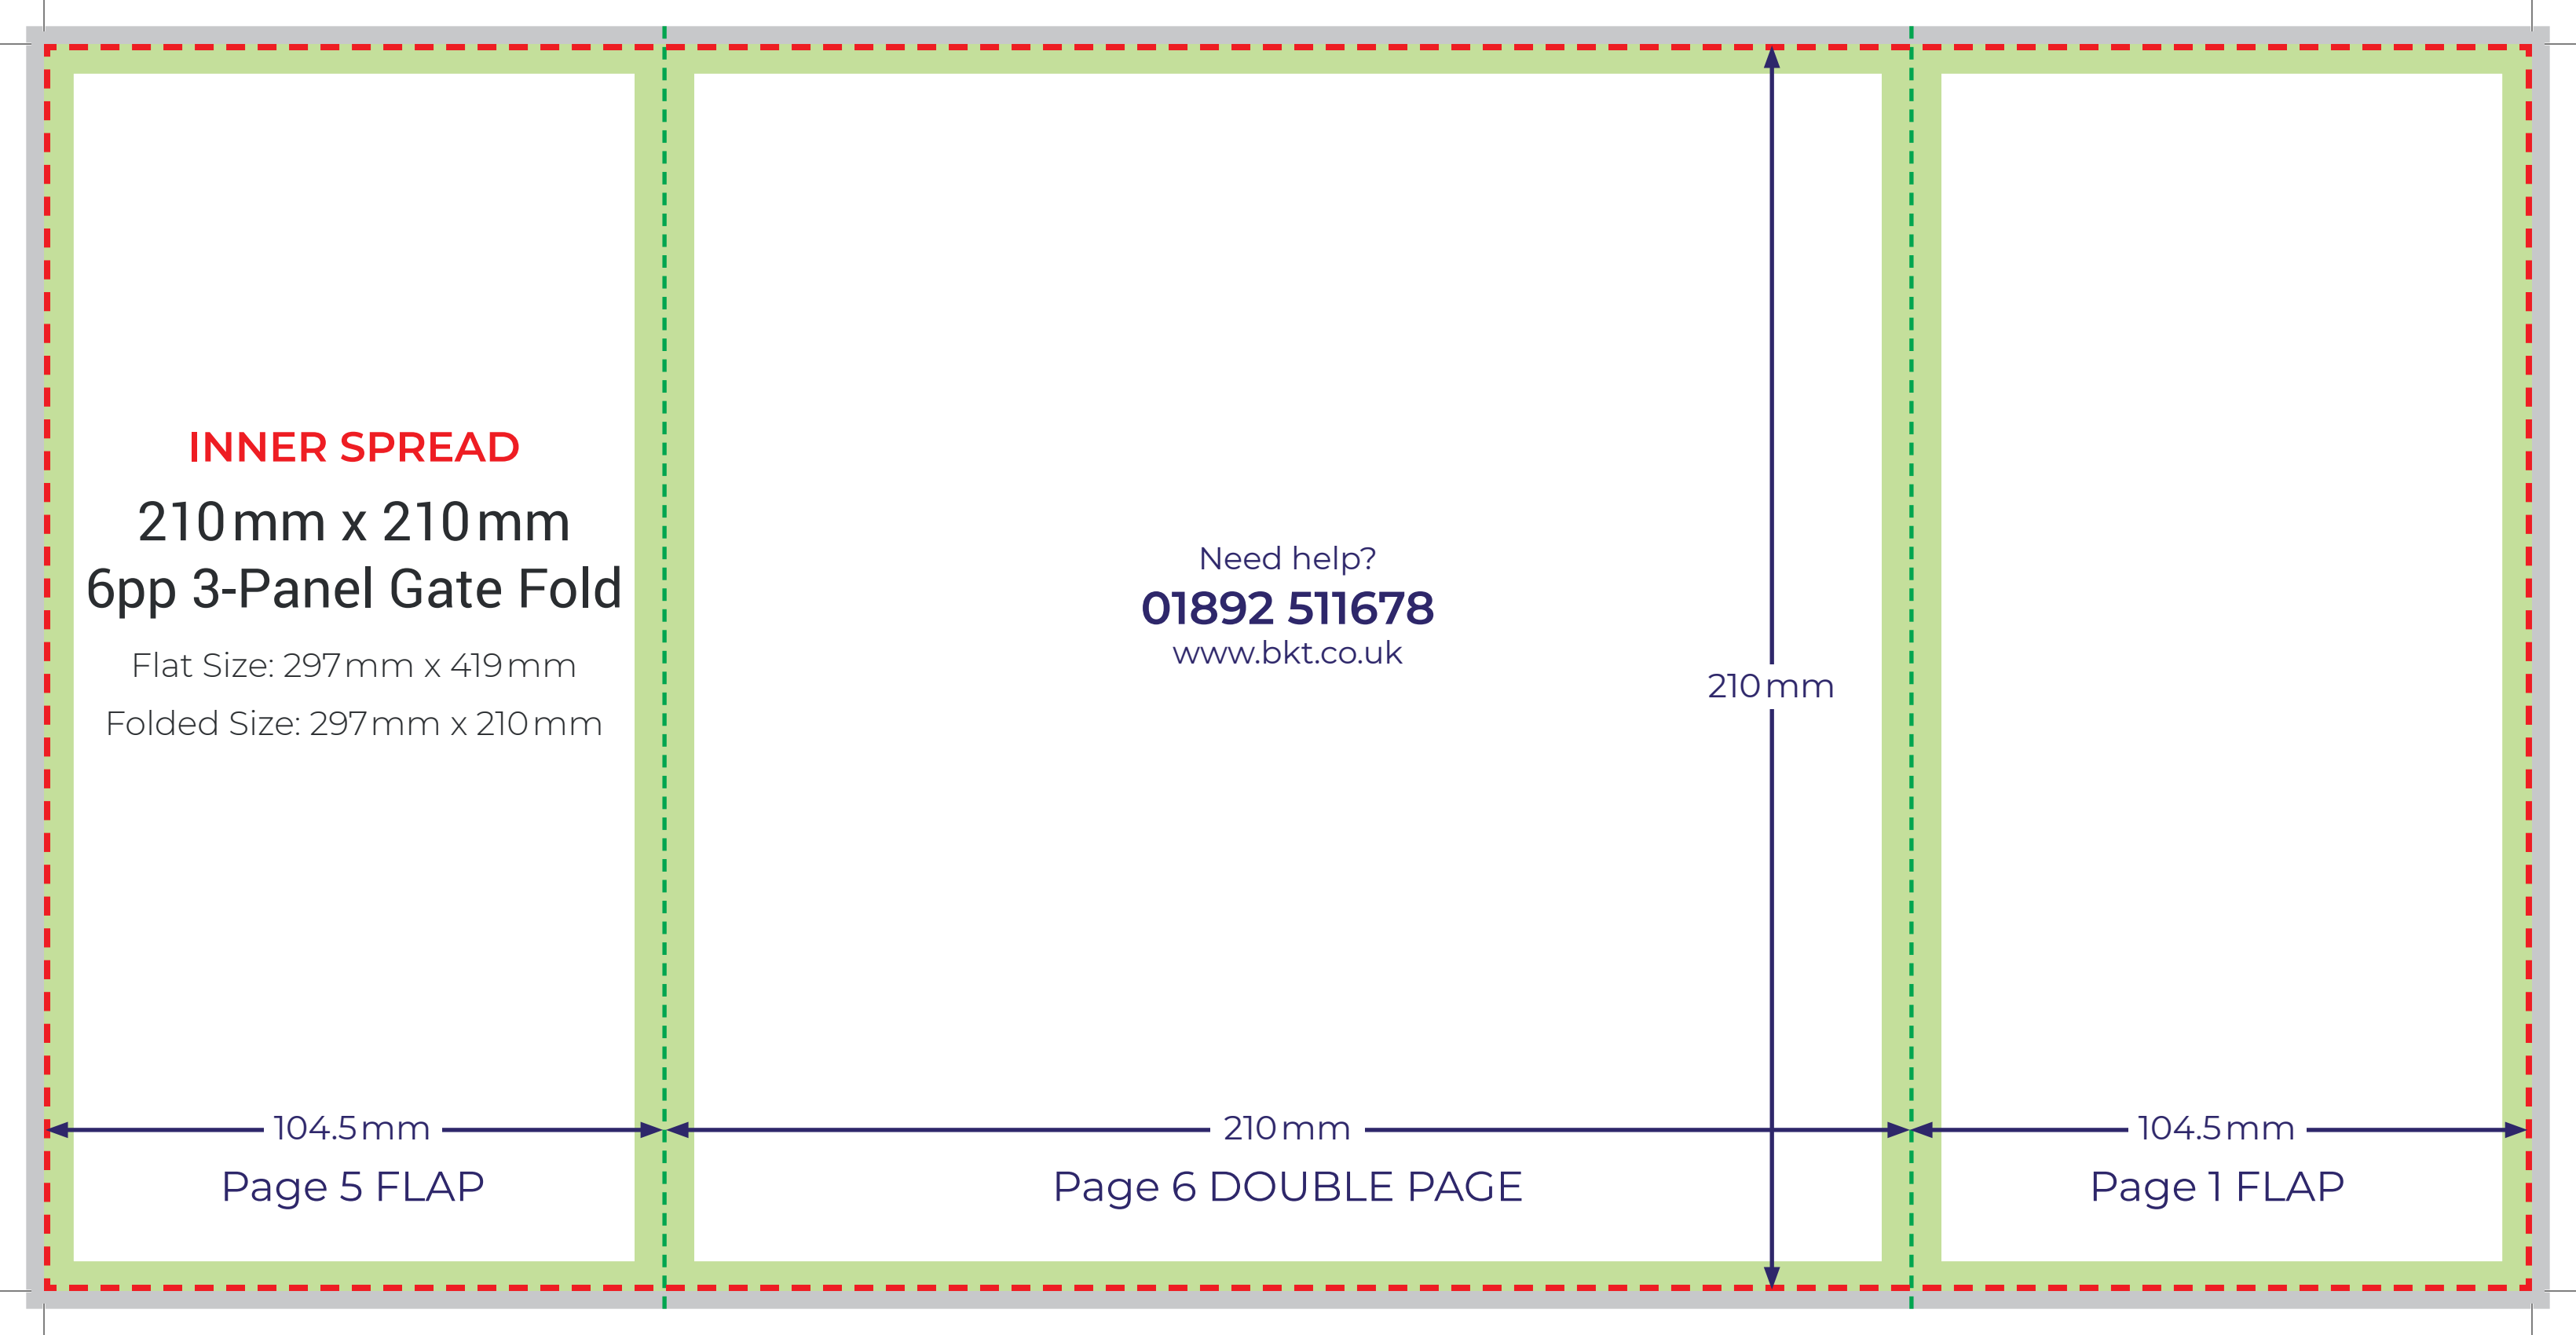 INNER SPREAD
210mm x 210mm
6pp 3-Panel Gate Fold
Flat Size: 297mm x 419mm
Folded Size: 297mm x 210mm
Need help?
01892 511678
www.bkt.co.uk
210mm
104.5mm
Page 5 FLAP
210mm
Page 6 DOUBLE PAGE
104.5mm
Page 1 FLAP